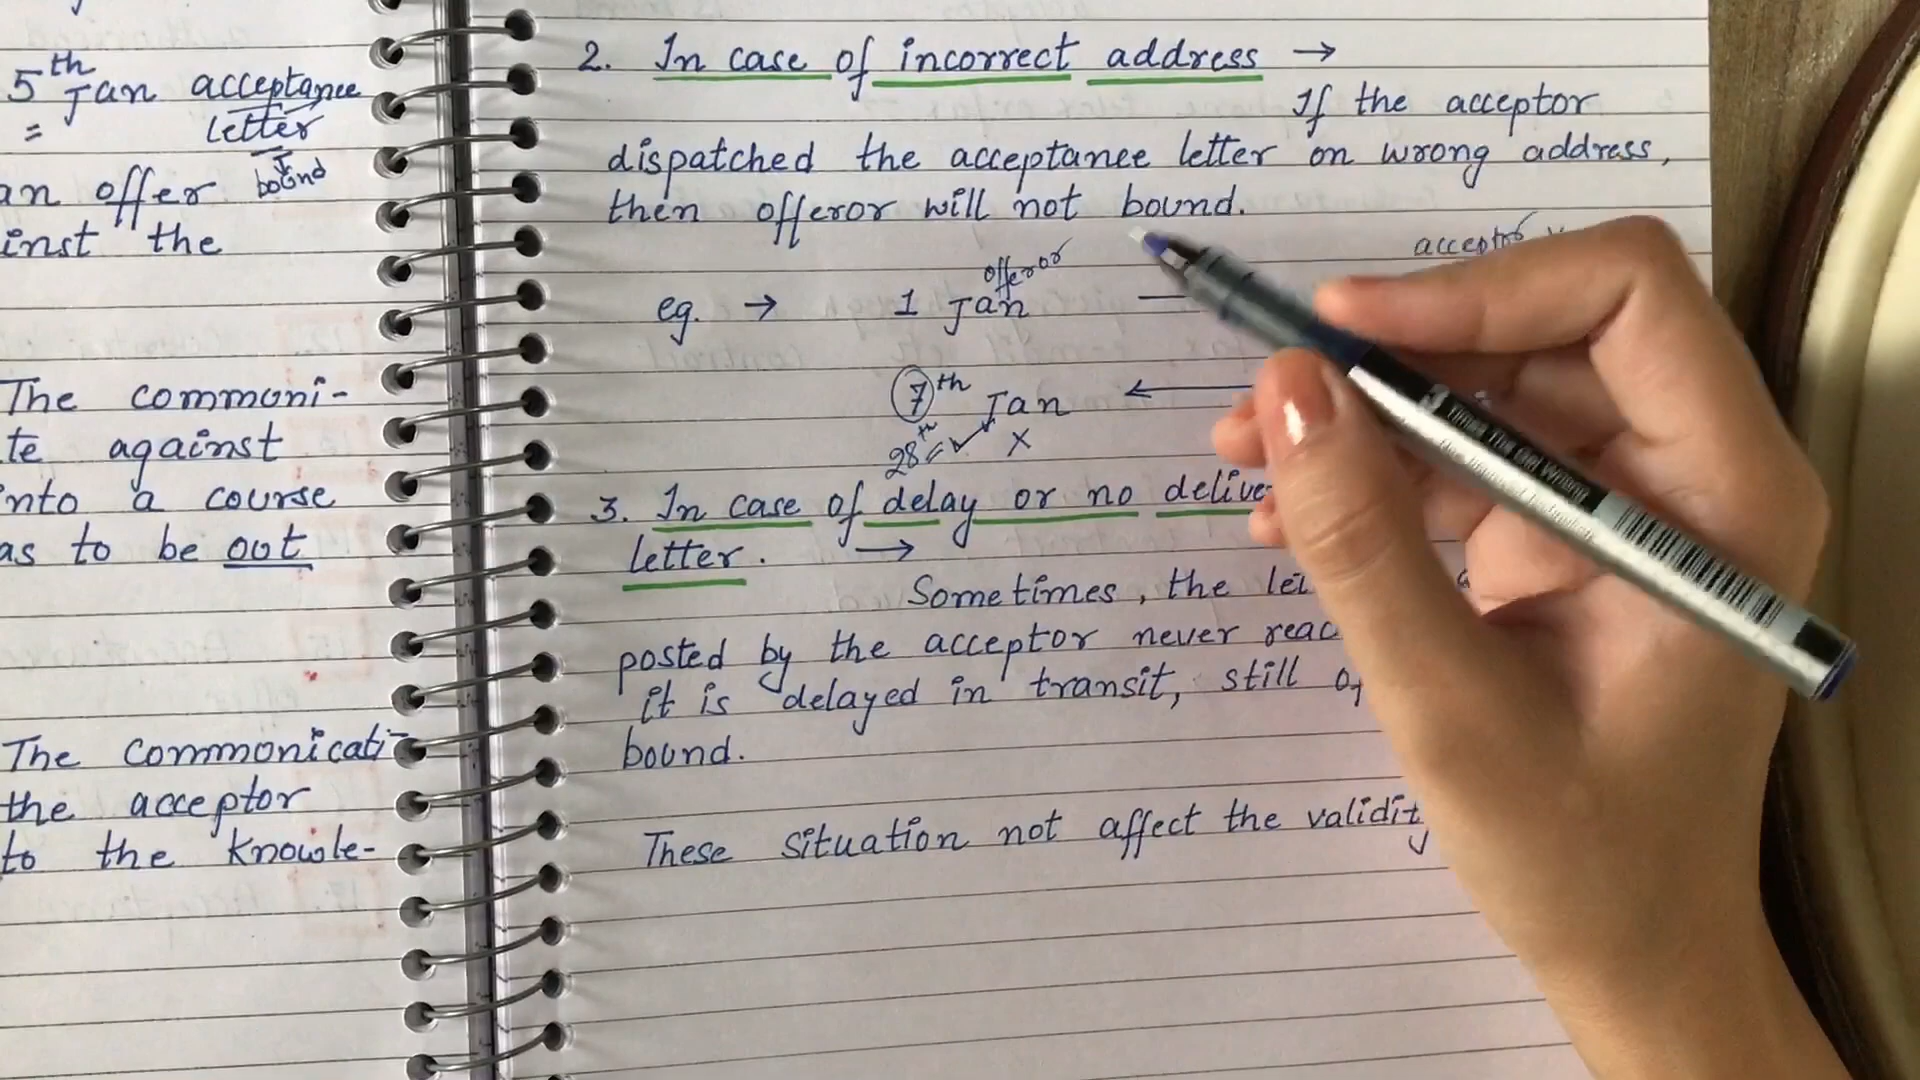 5th Jan acceptance
= letter
an offer bound
inst the
The communi-
te against
into a course
as to be out
The communicati-
the acceptor
to the knowle-
2. In case of incorrect address →
If the acceptor
dispatched the acceptance letter on wrong address,
then offeror will not bound.
offeror
eg. → 1 Jan —
7th Jan ←
28th X
3. In case of delay or no delive
letter. →
Sometimes, the let
posted by the acceptor never reac
it is delayed in transit, still of
bound.
These situation not affect the validity